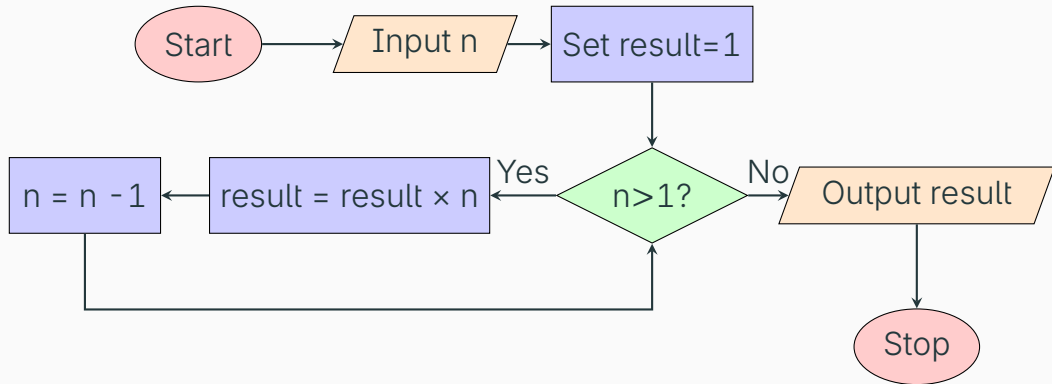 Start
Input n
Set result=1
n = n -1
result = result × n
Yes
n>1?
No
Output result
Stop